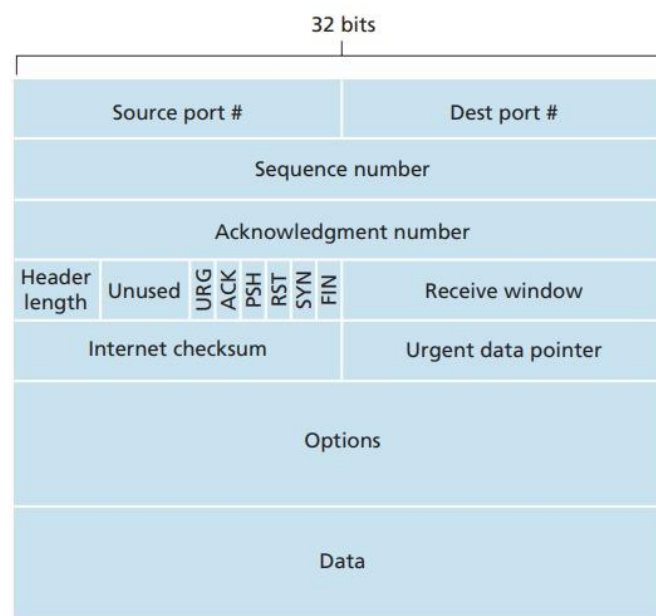 32 bits
Source port #
Dest port #
Sequence number
Acknowledgment number
Header
length
Unused
URG
ACK
PSH
RST
SYN
FIN
Receive window
Internet checksum
Urgent data pointer
Options
Data